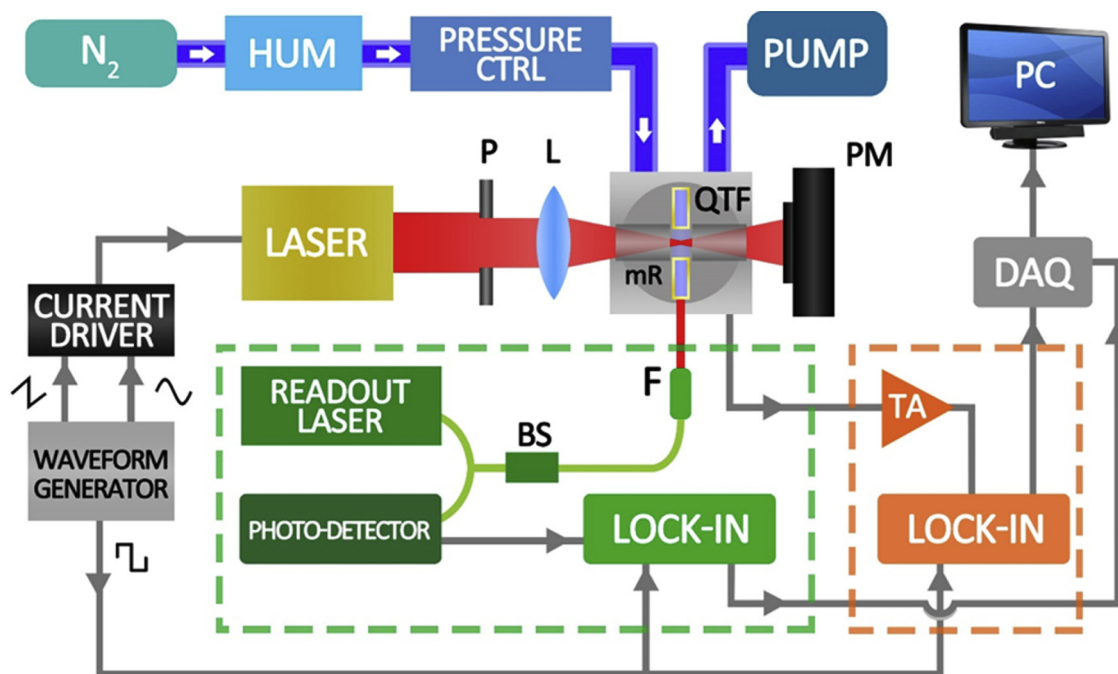 N2
HUM
PRESSURE
CTRL
PUMP
PC
P
L
PM
QTF
LASER
mR
DAQ
CURRENT
DRIVER
READOUT
LASER
F
TA
BS
WAVEFORM
GENERATOR
PHOTO-DETECTOR
LOCK-IN
LOCK-IN